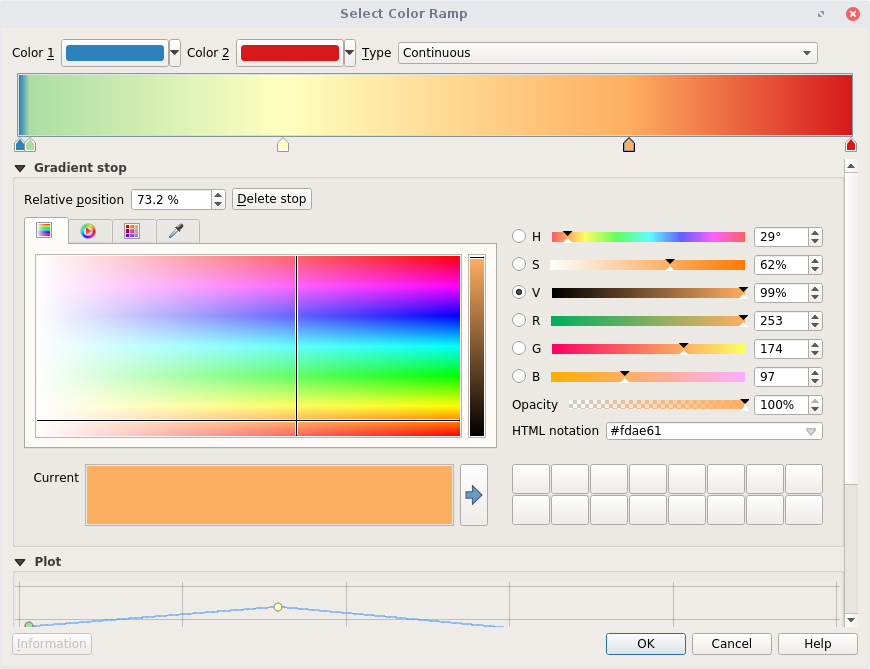 Select Color Ramp
Color 1 Color 2 Type Continuous
Gradient stop
Relative position 73.2 % Delete stop
H 29°
S 62%
V 99%
R 253
G 174
B 97
Opacity 100%
HTML notation #fdae61
Current
Plot
Information OK Cancel Help